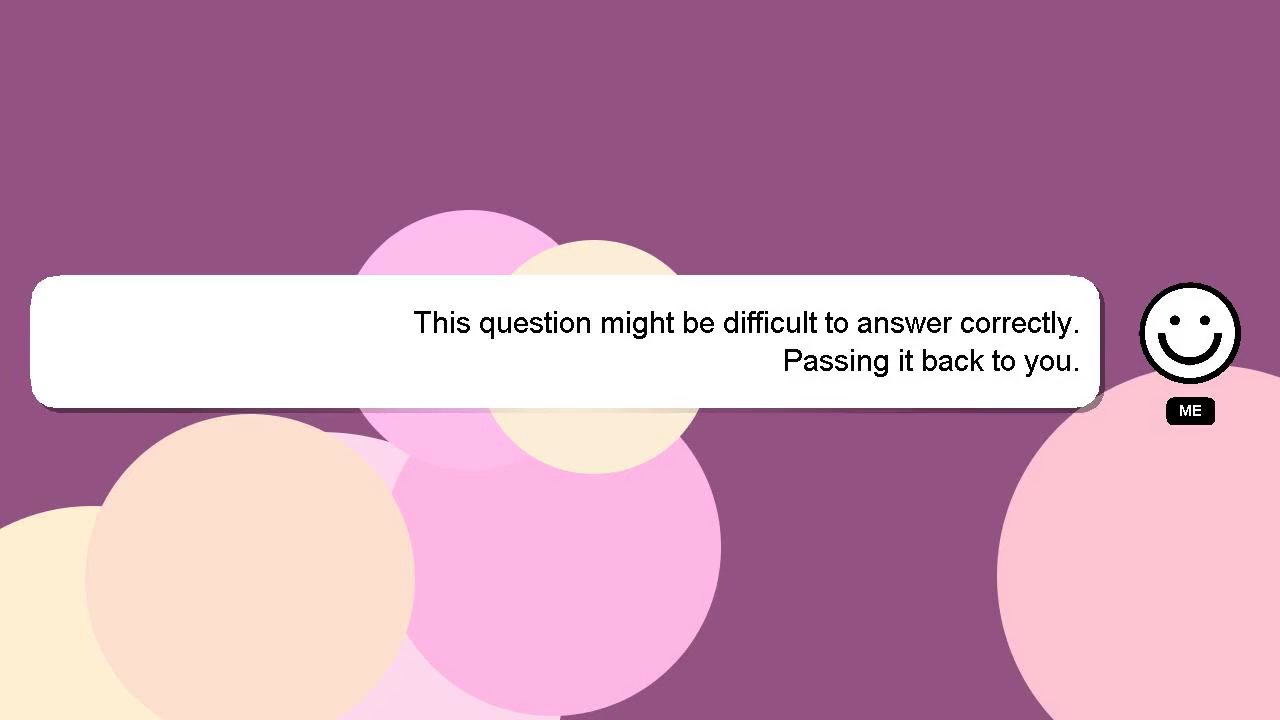 This question might be difficult to answer correctly.
Passing it back to you.
ME